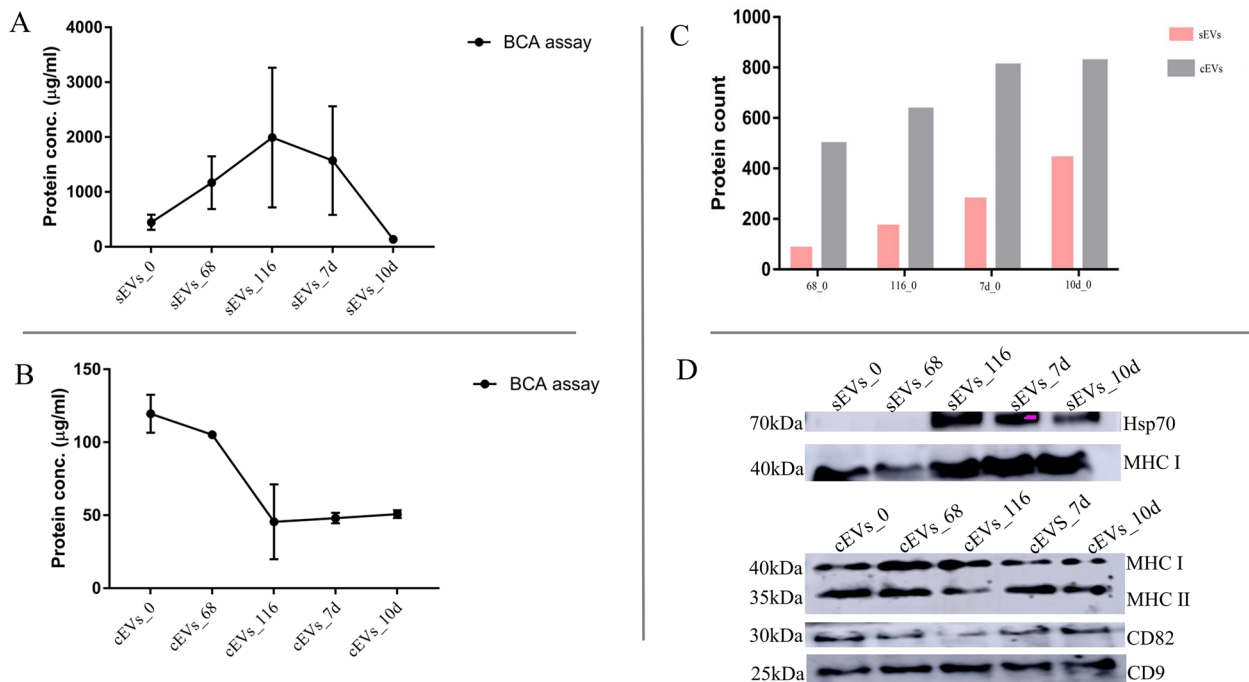 A
4000
3000
2000
1000
0
Protein conc. (μg/ml)
BCA assay
sEVs_0
sEVs_68
sEVs_116
sEVs_7d
sEVs_10d
B
150
100
50
0
Protein conc. (μg/ml)
BCA assay
cEVs_0
cEVs_68
cEVs_116
cEVs_7d
cEVs_10d
C
1000
800
600
400
200
0
Protein count
sEVs
cEVs
68_0
116_0
7d_0
10d_0
D
sEVs_0
sEVs_68
sEVs_116
sEVs_7d
sEVs_10d
70kDa
Hsp70
40kDa
MHC I
cEVs_0
cEVs_68
cEVs_116
cEVS_7d
cEVs_10d
40kDa
MHC I
35kDa
MHC II
30kDa
CD82
25kDa
CD9